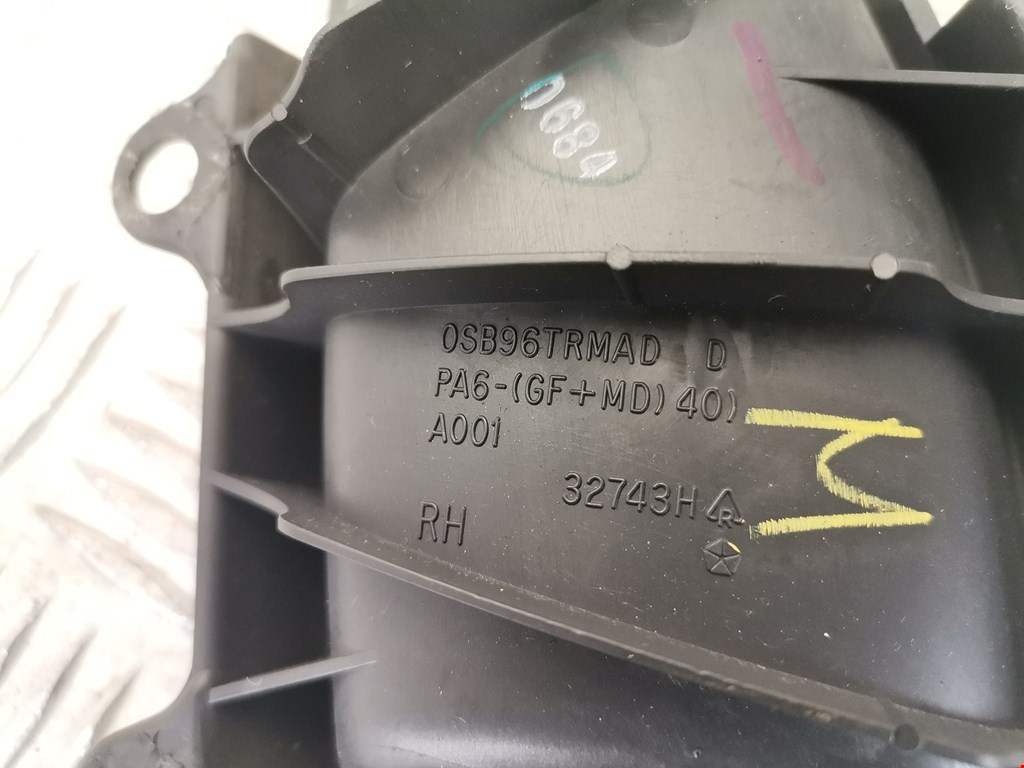 0684
0SB96TRMAD D
PA6-(GF+MD)40)
A001
32743H R
RH
M